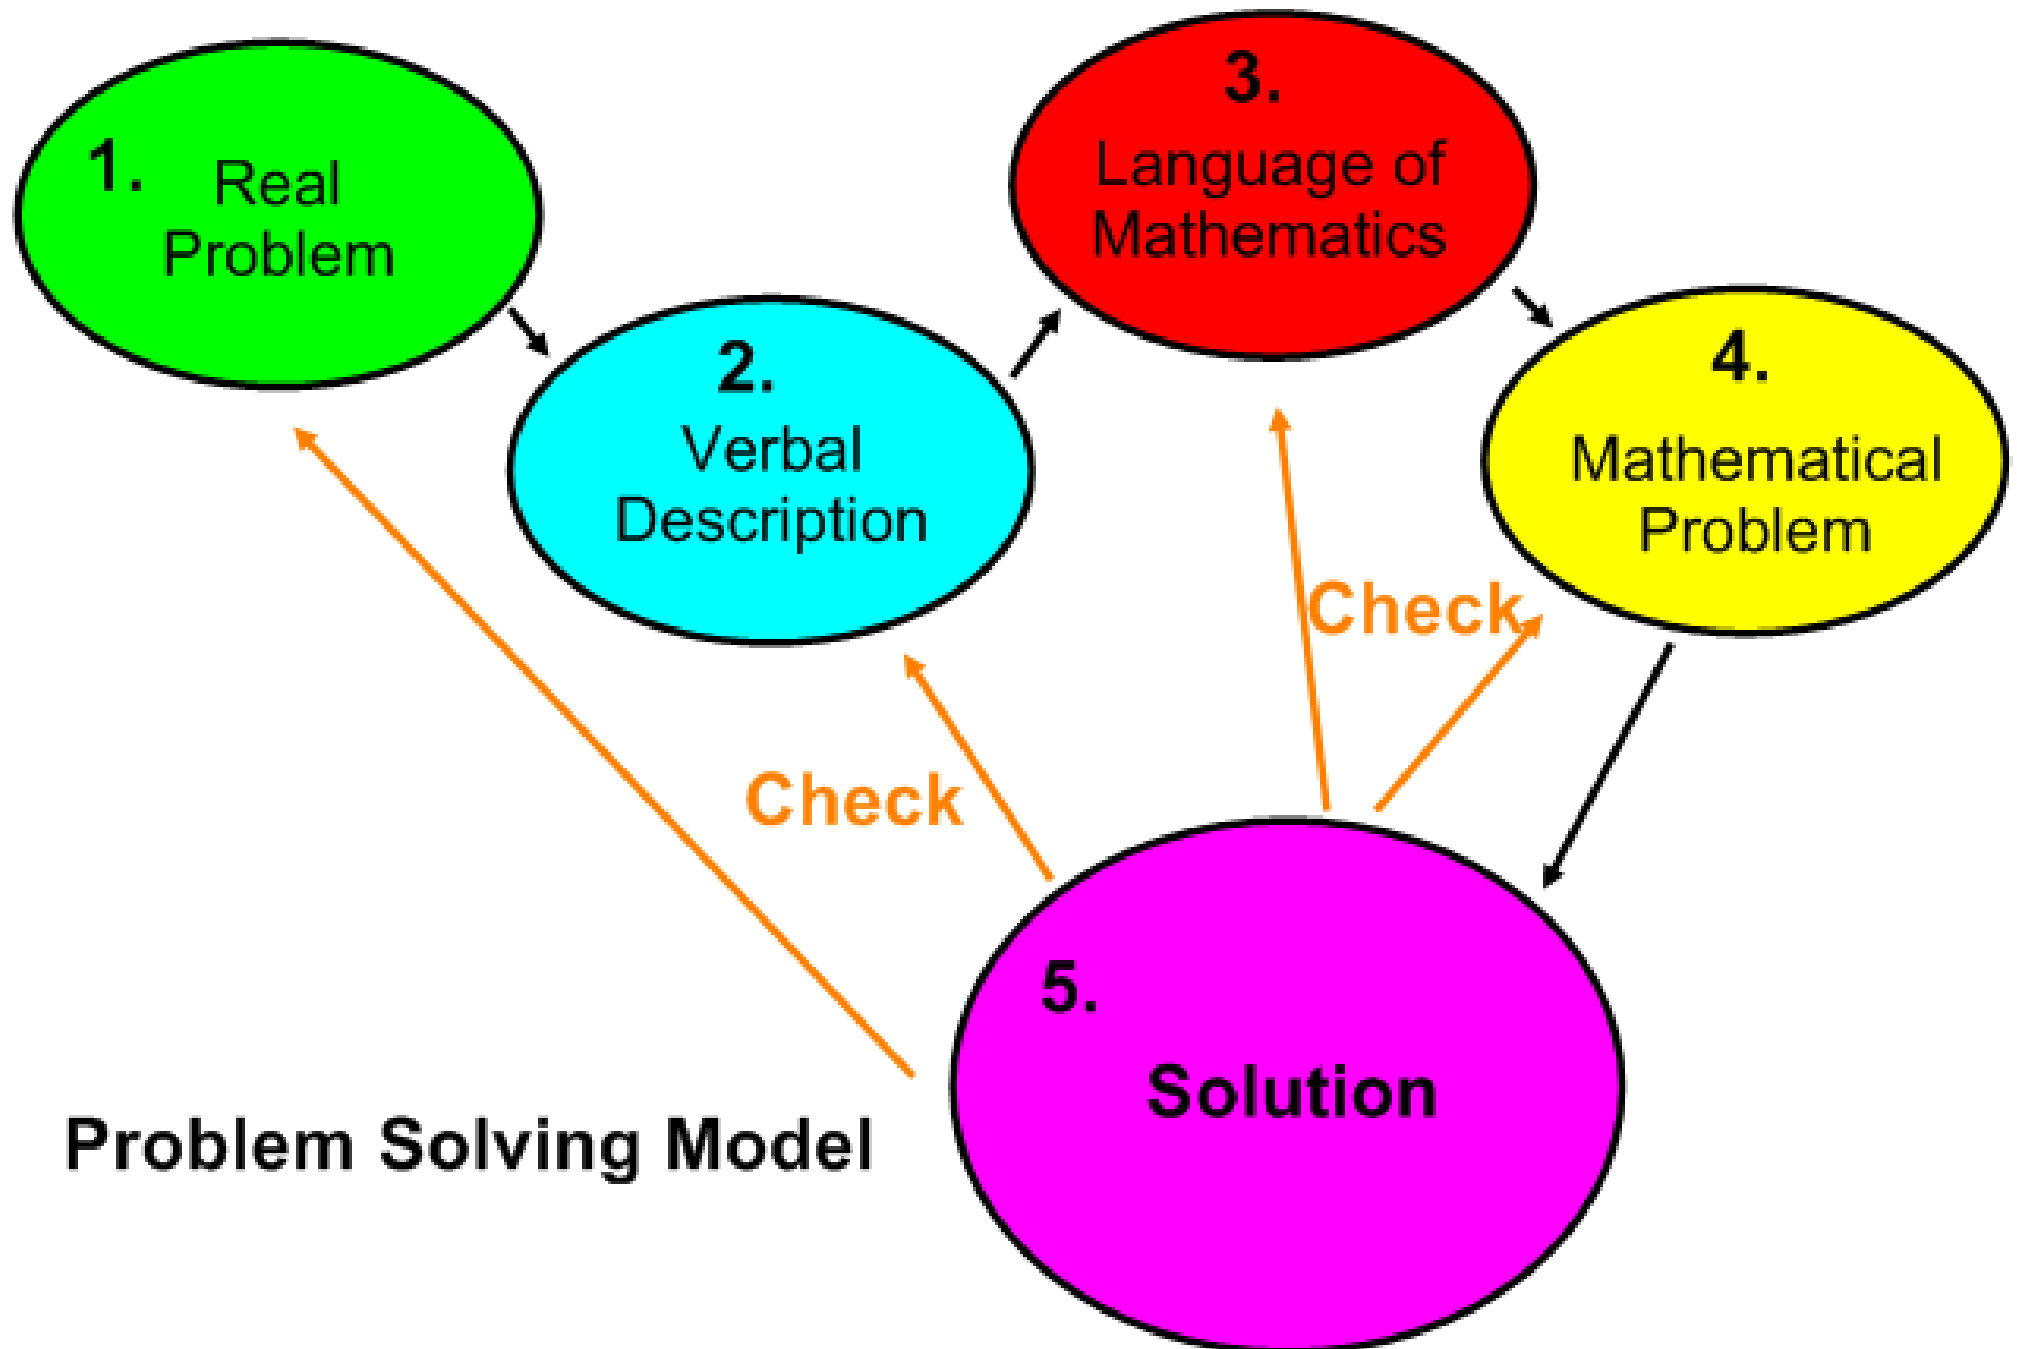 1. Real
Problem
2.
Verbal
Description
3.
Language of
Mathematics
4.
Mathematical
Problem
Check
Check
5.
Solution
Problem Solving Model